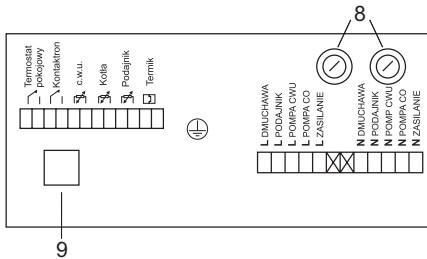 8
Termostat
pokojowy
Kontaktron
c.w.u.
Kotła
Podajnik
Termik
L DMUCHAWA
L PODAJNIK
L POMPA CWU
L POMPA CO
L ZASILANIE
N DMUCHAWA
N PODAJNIK
N POMP CWU
N POMPA CO
N ZASILANIE
9